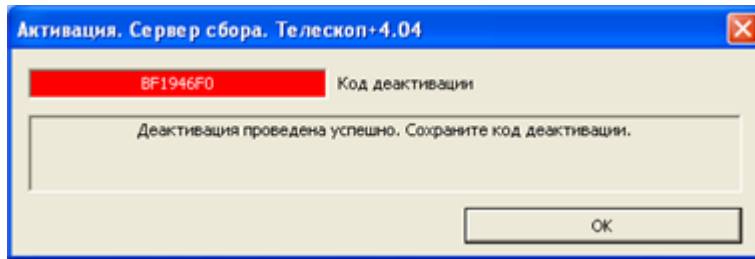 Активация. Сервер сбора. Телескоп+4.04
BF1946F0 Код деактивации
Деактивация проведена успешно. Сохраните код деактивации.
OK